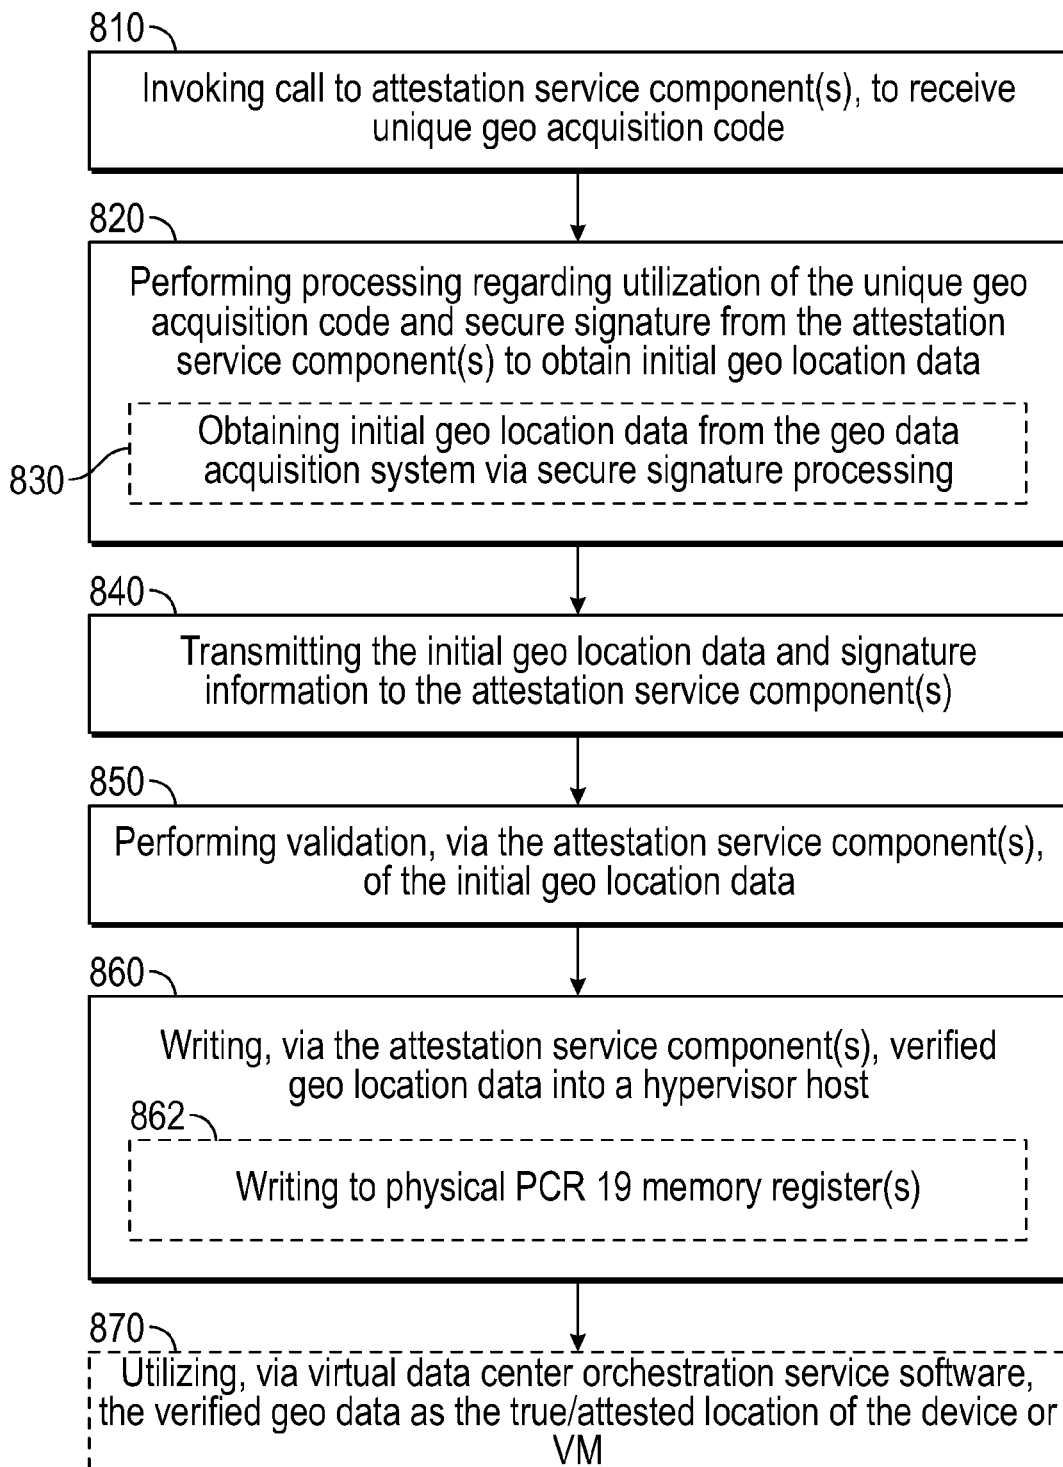 810
Invoking call to attestation service component(s), to receive
unique geo acquisition code
820
Performing processing regarding utilization of the unique geo
acquisition code and secure signature from the attestation
service component(s) to obtain initial geo location data
830
Obtaining initial geo location data from the geo data
acquisition system via secure signature processing
840
Transmitting the initial geo location data and signature
information to the attestation service component(s)
850
Performing validation, via the attestation service component(s),
of the initial geo location data
860
Writing, via the attestation service component(s), verified
geo location data into a hypervisor host
862
Writing to physical PCR 19 memory register(s)
870
Utilizing, via virtual data center orchestration service software,
the verified geo data as the true/attested location of the device or
VM